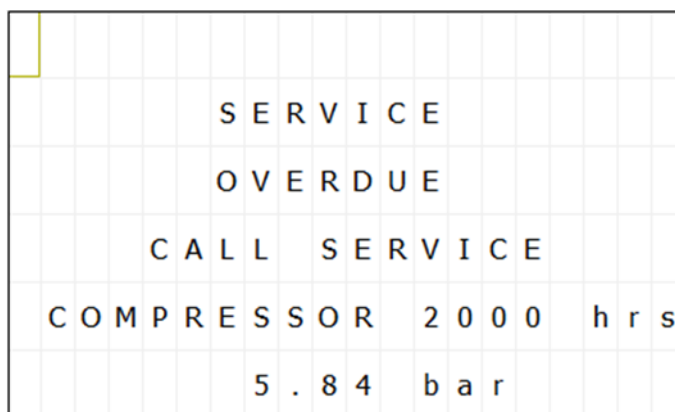 SERVICE
OVERDUE
CALL SERVICE
COMPRESSOR 2000 hrs
5.84 bar